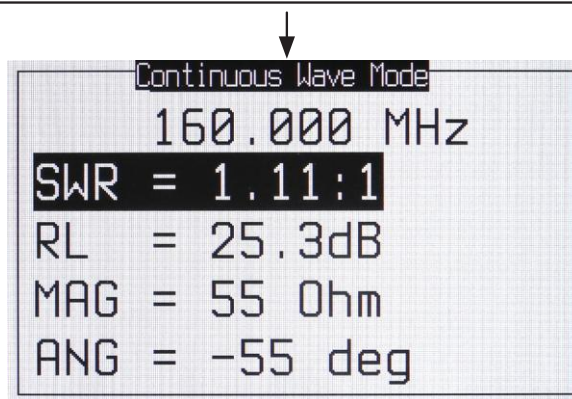 Continuous Wave Mode
160.000 MHz
SWR = 1.11:1
RL = 25.3dB
MAG = 55 Ohm
ANG = -55 deg